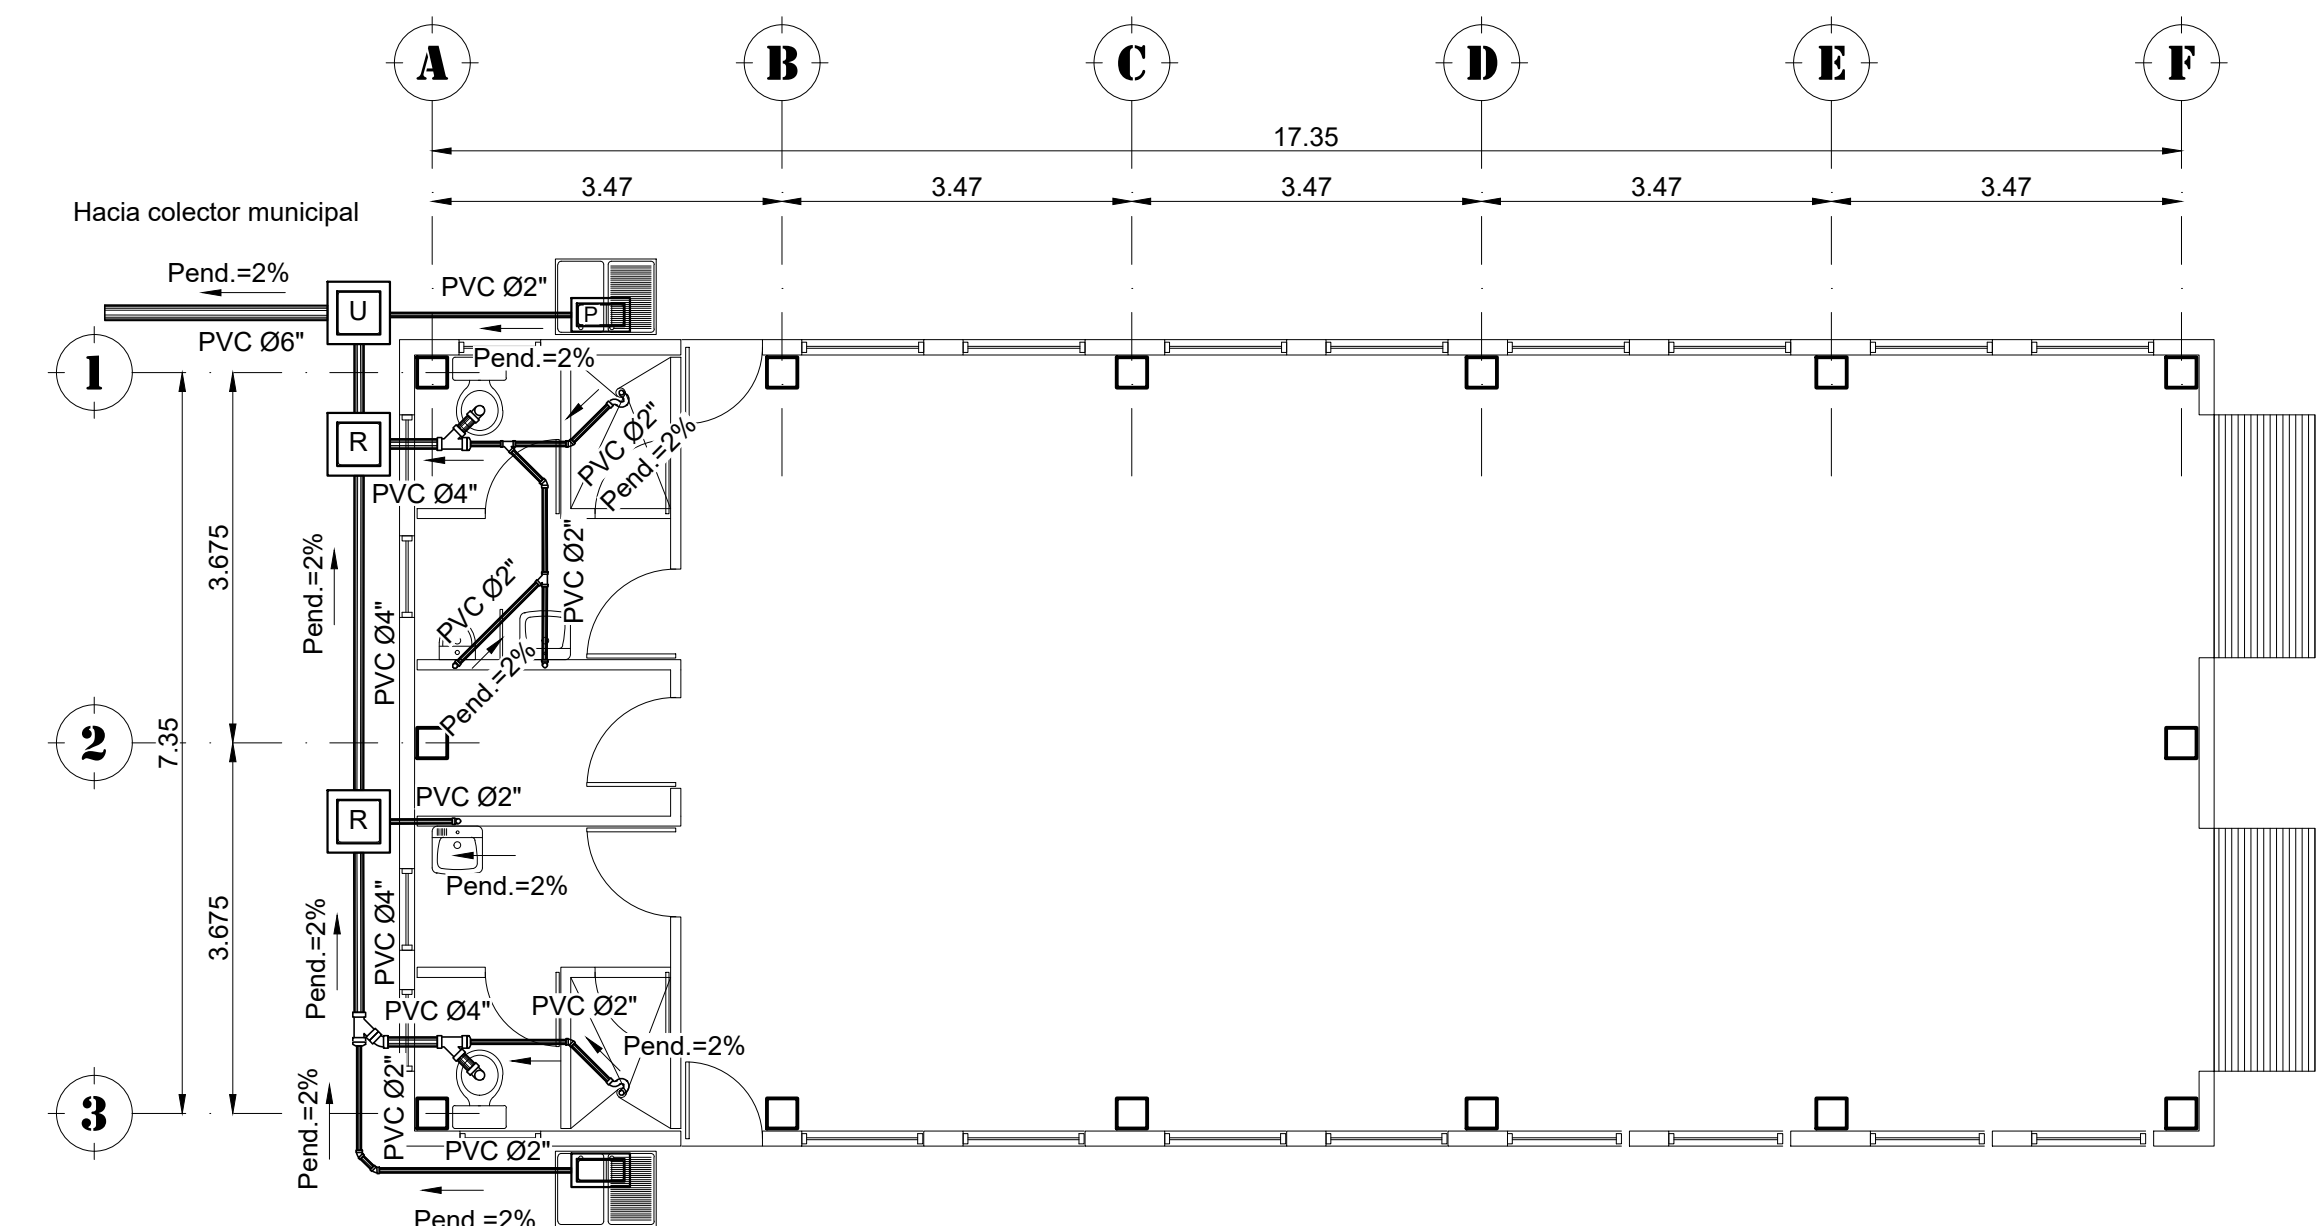 A
B
C
D
E
F
17.35
3.47
3.47
3.47
3.47
3.47
Hacia colector municipal
Pend.=2%
PVC Ø2"
U
P
PVC Ø6"
Pend.=2%
1
PVC Ø2"
Pend.=2%
R
PVC Ø4"
3.675
Pend.=2%
PVC Ø2"
PVC Ø2"
PVC Ø4"
Pend.=2%
2
7.35
PVC Ø2"
R
Pend.=2%
3.675
PVC Ø4"
Pend.=2%
PVC Ø4"
PVC Ø2"
Pend.=2%
3
Pend.=2%
PVC Ø2"
PVC Ø2"
Pend.=2%